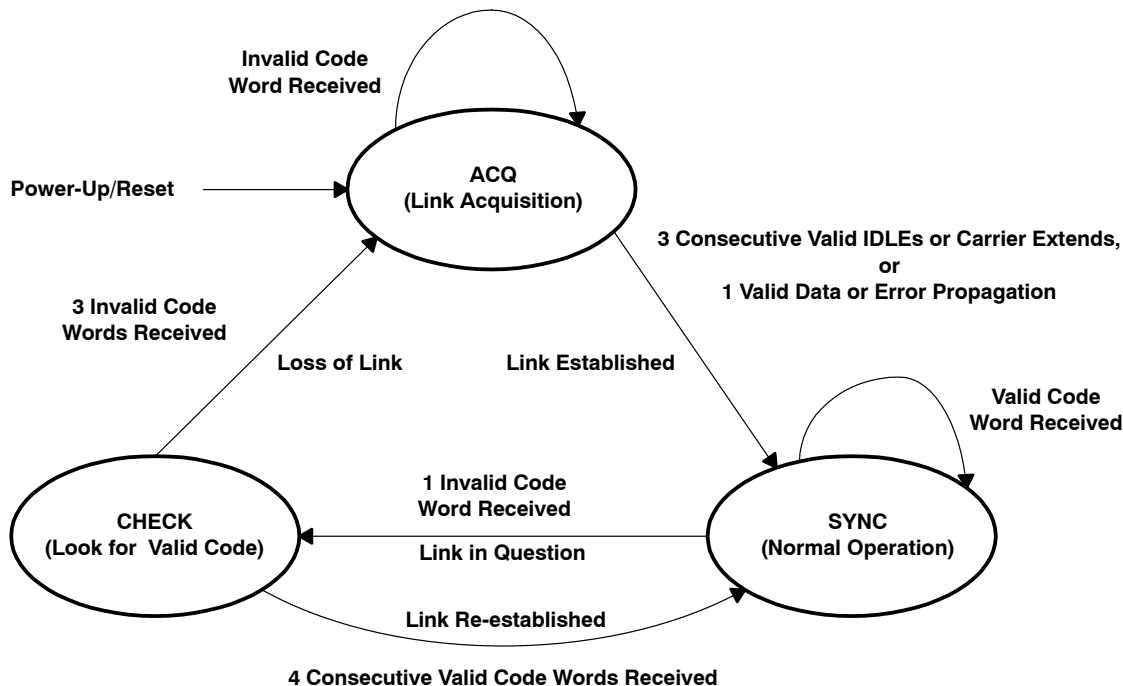 Invalid Code
Word Received
ACQ
(Link Acquisition)
Power-Up/Reset
3 Consecutive Valid IDLEs or Carrier Extends,
or
1 Valid Data or Error Propagation
3 Invalid Code
Words Received
Loss of Link
Link Established
Valid Code
Word Received
1 Invalid Code
Word Received
CHECK
(Look for Valid Code)
SYNC
(Normal Operation)
Link in Question
Link Re-established
4 Consecutive Valid Code Words Received